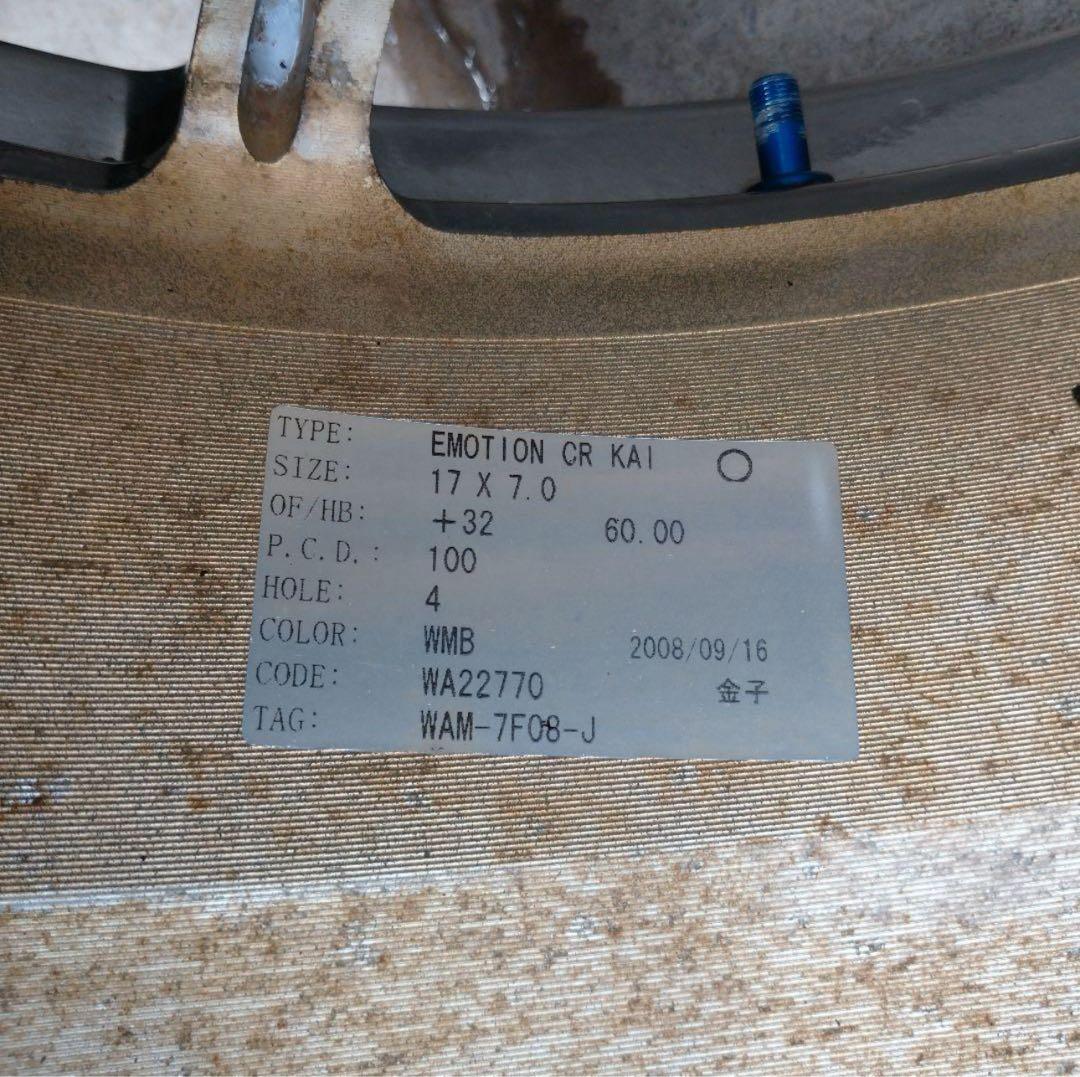 TYPE: EMOTION CR KAI ○
SIZE: 17 X 7.0
OF/HB: +32 60.00
P.C.D.: 100
HOLE: 4
COLOR: WMB 2008/09/16
CODE: WA22770 金子
TAG: WAM-7F08-J